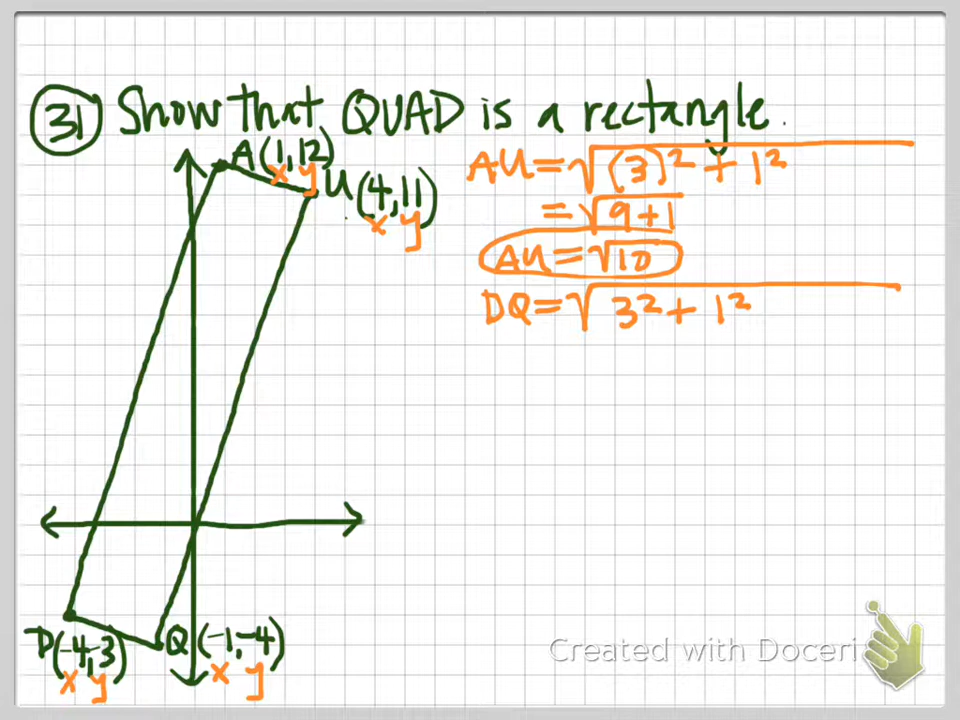 31 Show that QUAD is a rectangle.
A(1,12)
x y
U(4,11)
x y
AU=√(3)²+1²
=√9+1
AU=√10
DQ=√3²+1²
D(-4,-3)
x y
Q(-1,-4)
x y
Created with Doceri